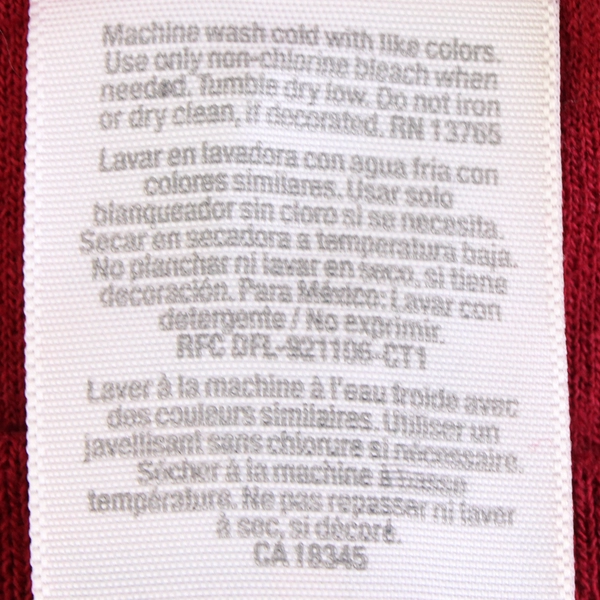 Machine wash cold with like colors.
Use only non-chlorine bleach when
needed. Tumble dry low. Do not iron
or dry clean, if decorated. RN 13765
Lavar en lavadora con agua fria con
colores similares. Usar solo
blanqueador sin cloro si se necesita.
Secar en secadora a temperatura baja.
No planchar ni lavar en seco, si tiene
decoración. Para México: Lavar con
detergente / No exprimir.
RFC DFL-921106-CT1
Laver à la machine à l'eau froide avec
des couleurs similaires. Utiliser un
javellisant sans chlorure si nécessaire.
Sécher à la machine à basse
température. Ne pas repasser ni laver
à sec, si décoré.
CA 18345